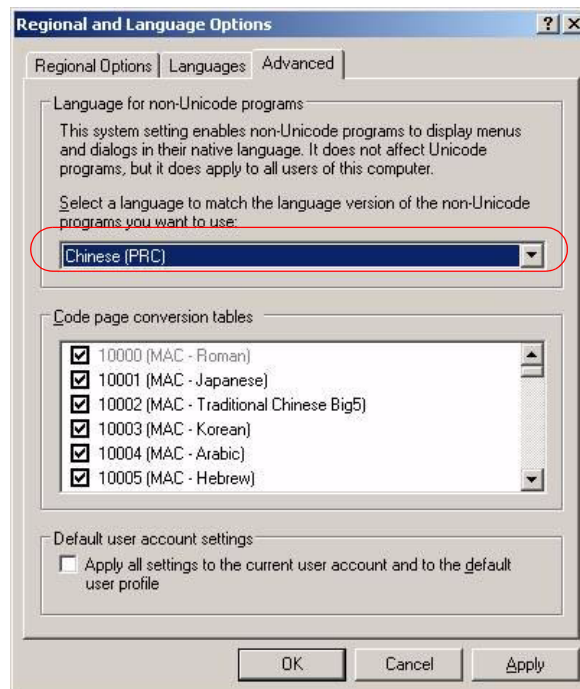 Regional and Language Options
Regional Options Languages Advanced
Language for non-Unicode programs
This system setting enables non-Unicode programs to display menus
and dialogs in their native language. It does not affect Unicode
programs, but it does apply to all users of this computer.
Select a language to match the language version of the non-Unicode
programs you want to use:
Chinese (PRC)
Code page conversion tables
10000 (MAC - Roman)
10001 (MAC - Japanese)
10002 (MAC - Traditional Chinese Big5)
10003 (MAC - Korean)
10004 (MAC - Arabic)
10005 (MAC - Hebrew)
Default user account settings
Apply all settings to the current user account and to the default
user profile
OK Cancel Apply